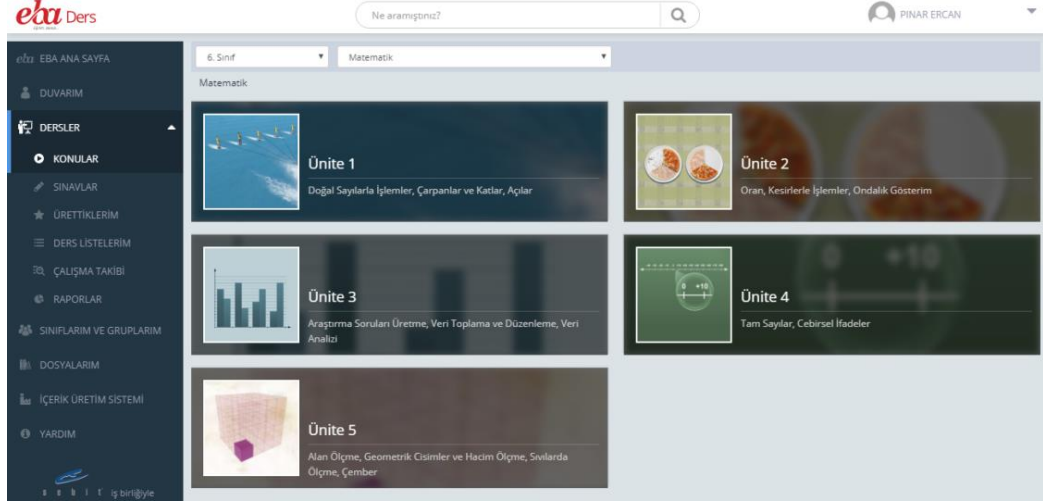 eba Ders
Ne aramıştınız?
PINAR ERCAN
eba EBA ANA SAYFA
DUVARIM
DERSLER
KONULAR
SINAVLAR
ÜRETTİKLERİM
DERS LİSTELERİM
ÇALIŞMA TAKİBİ
RAPORLAR
SINIFLARIM VE GRUPLARIM
DOSYALARIM
İÇERİK ÜRETİM SİSTEMİ
YARDIM
sebit iş birliğiyle
6. Sınıf
Matematik
Matematik
Ünite 1
Doğal Sayılarla İşlemler, Çarpanlar ve Katlar, Açılar
Ünite 2
Oran, Kesirlerle İşlemler, Ondalık Gösterim
Ünite 3
Araştırma Soruları Üretme, Veri Toplama ve Düzenleme, Veri
Analizi
0 +10
Ünite 4
Tam Sayılar, Cebirsel İfadeler
0 +10
Ünite 5
Alan Ölçme, Geometrik Cisimler ve Hacim Ölçme, Sıvılarda
Ölçme, Çember